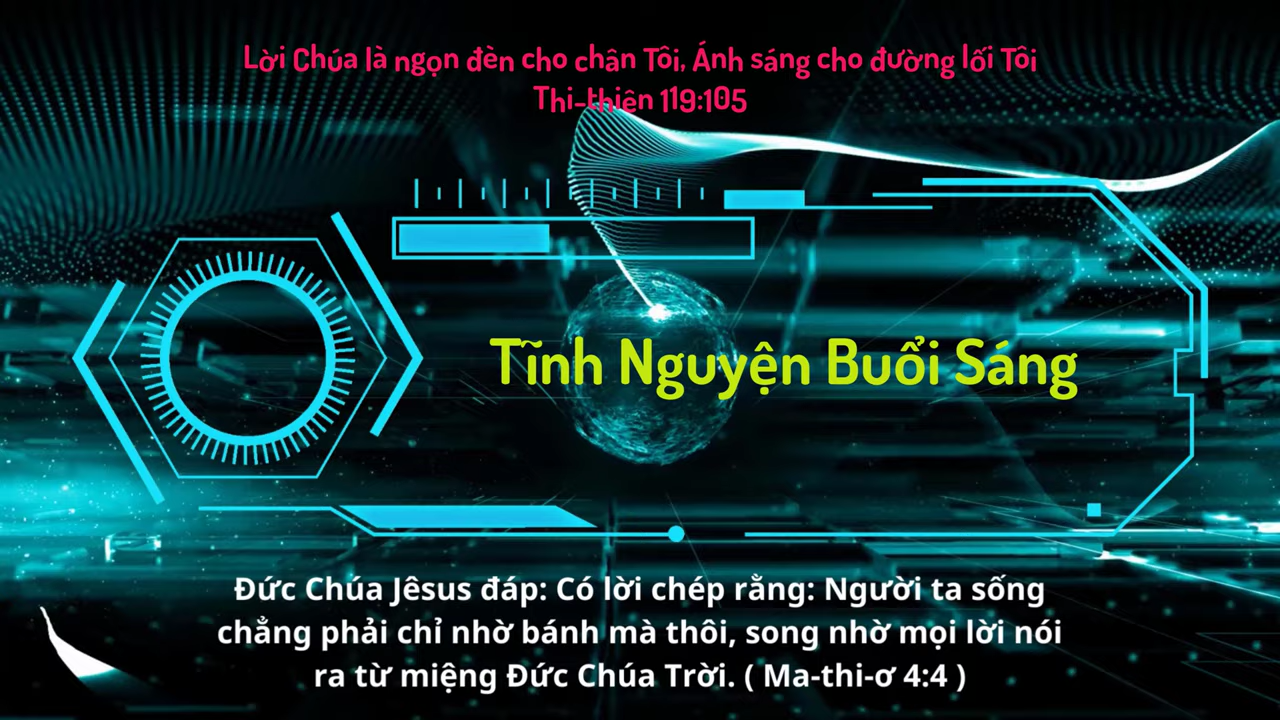 Lời Chúa là ngọn đèn cho chân Tôi, Ánh sáng cho đường lối Tôi
Thi-thiên 119:105
Tĩnh Nguyện Buổi Sáng
Đức Chúa Jêsus đáp: Có lời chép rằng: Người ta sống
chẳng phải chỉ nhờ bánh mà thôi, song nhờ mọi lời nói
ra từ miệng Đức Chúa Trời. ( Ma-thi-ơ 4:4 )